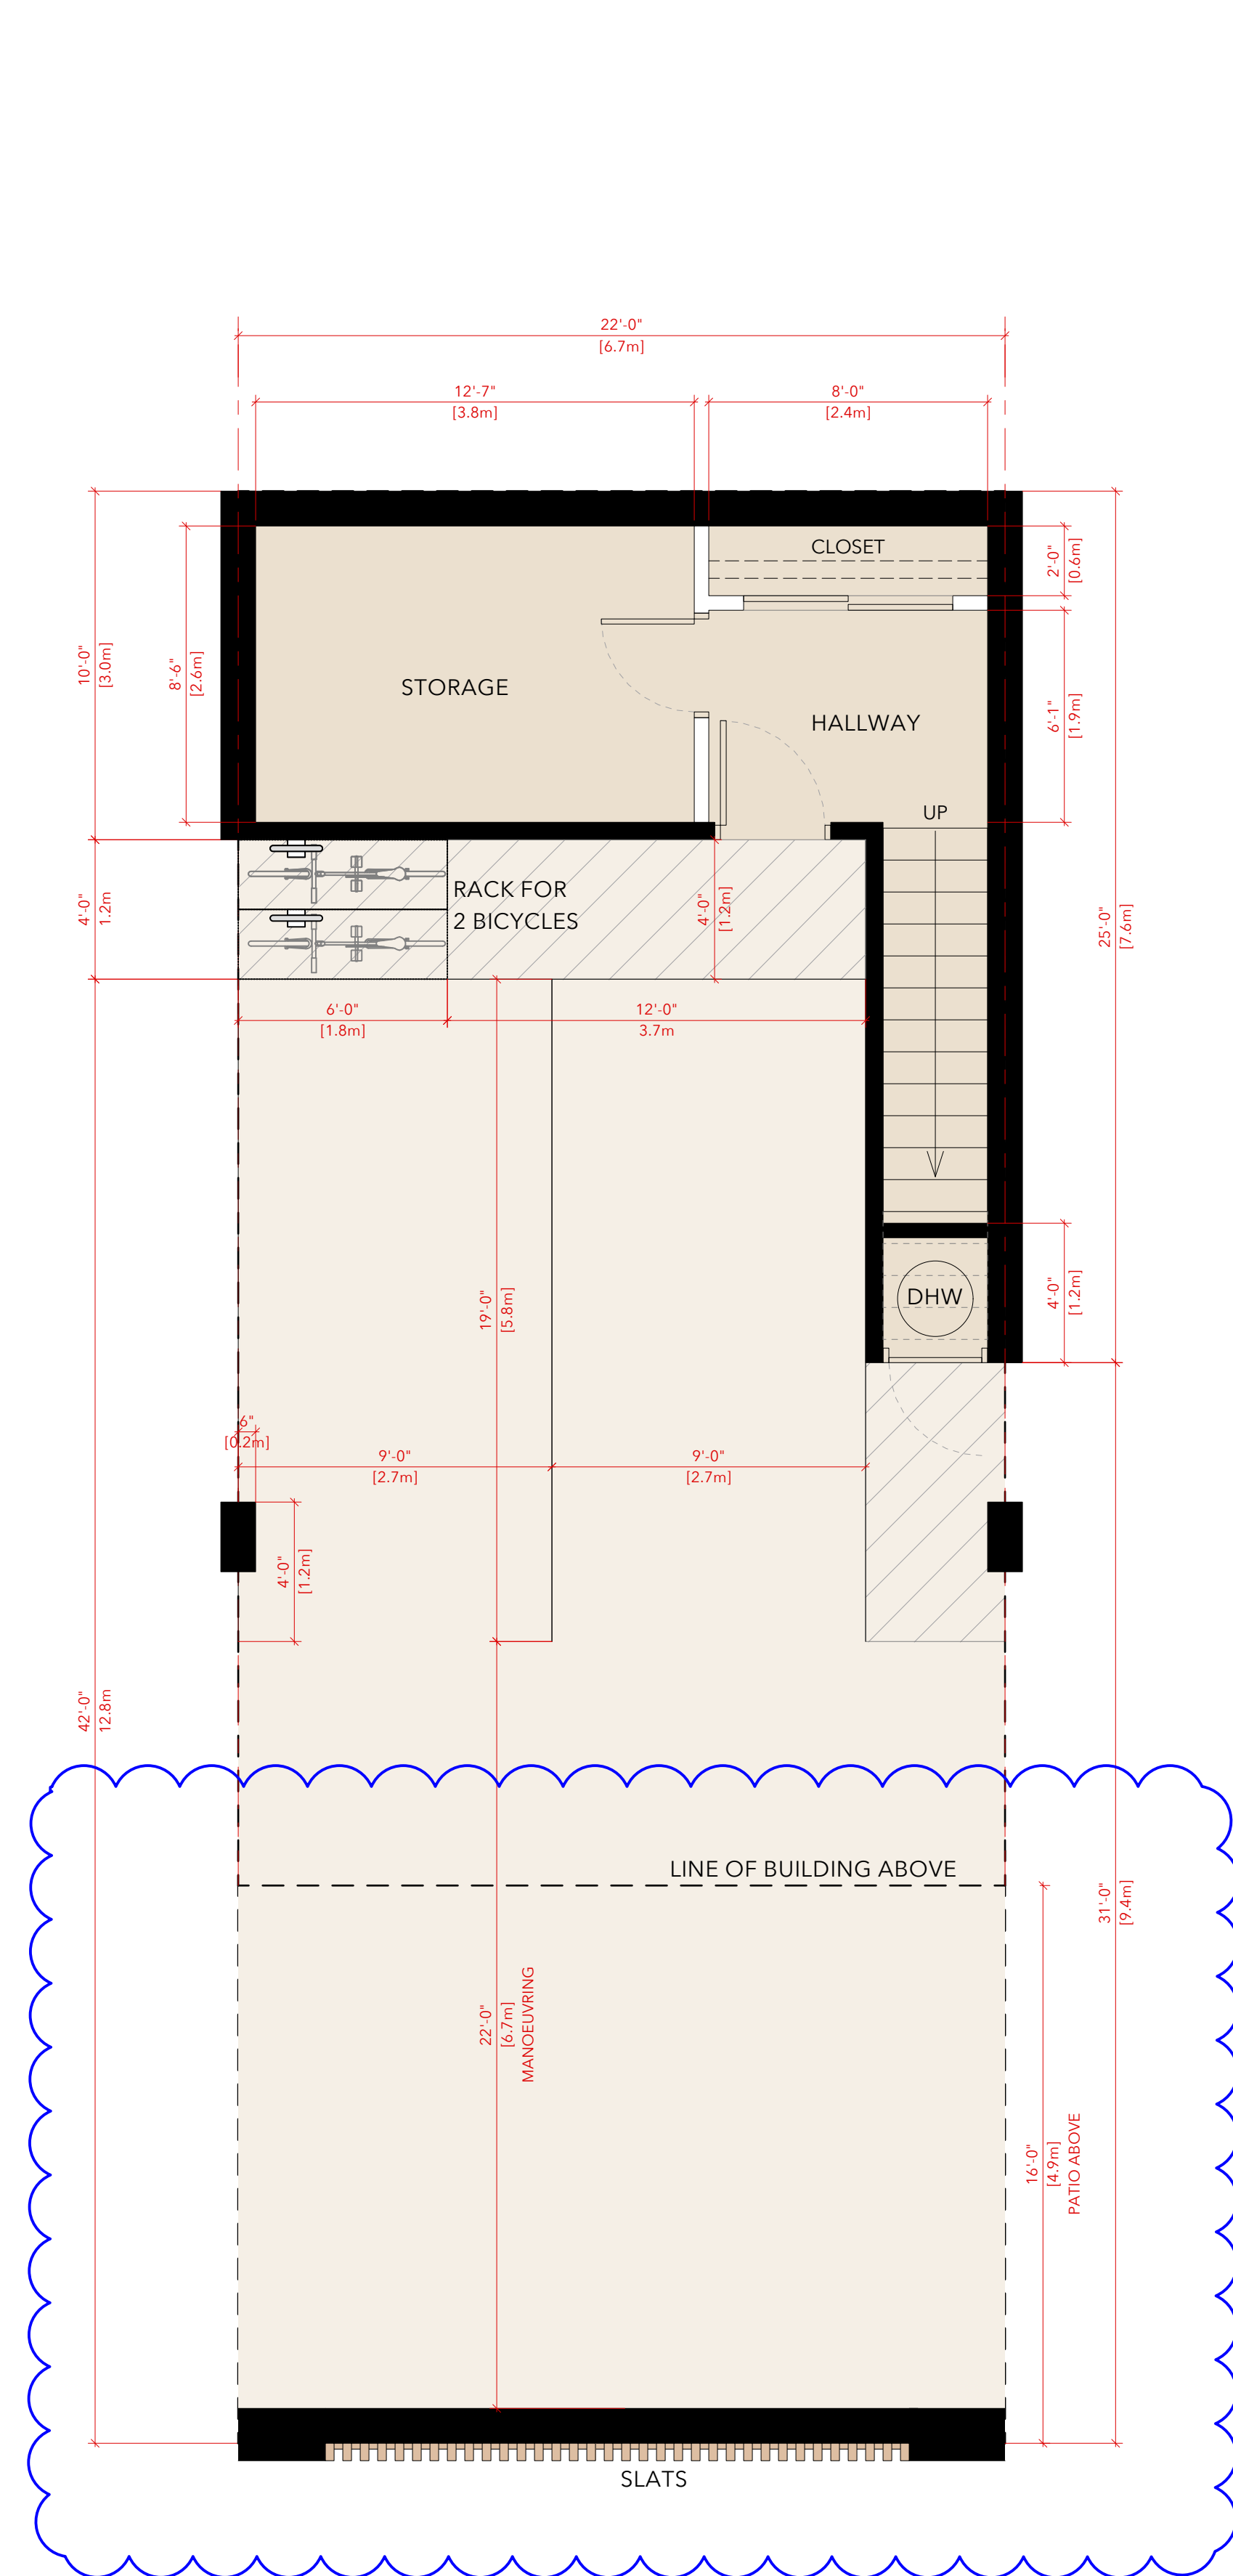 22'-0"
[6.7m]
12'-7"
[3.8m]
8'-0"
[2.4m]
CLOSET
2'-0"
[0.6m]
10'-0"
[3.0m]
8'-6"
[2.6m]
STORAGE
HALLWAY
6'-1"
[1.9m]
UP
4'-0"
1.2m
RACK FOR
2 BICYCLES
4'-0"
[1.2m]
25'-0"
[7.6m]
6'-0"
[1.8m]
12'-0"
3.7m
19'-0"
[5.8m]
DHW
4'-0"
[1.2m]
6"
[0.2m]
9'-0"
[2.7m]
9'-0"
[2.7m]
4'-0"
[1.2m]
42'-0"
12.8m
LINE OF BUILDING ABOVE
31'-0"
[9.4m]
22'-0"
[6.7m]
MANOEUVRING
16'-0"
[4.9m]
PATIO ABOVE
SLATS